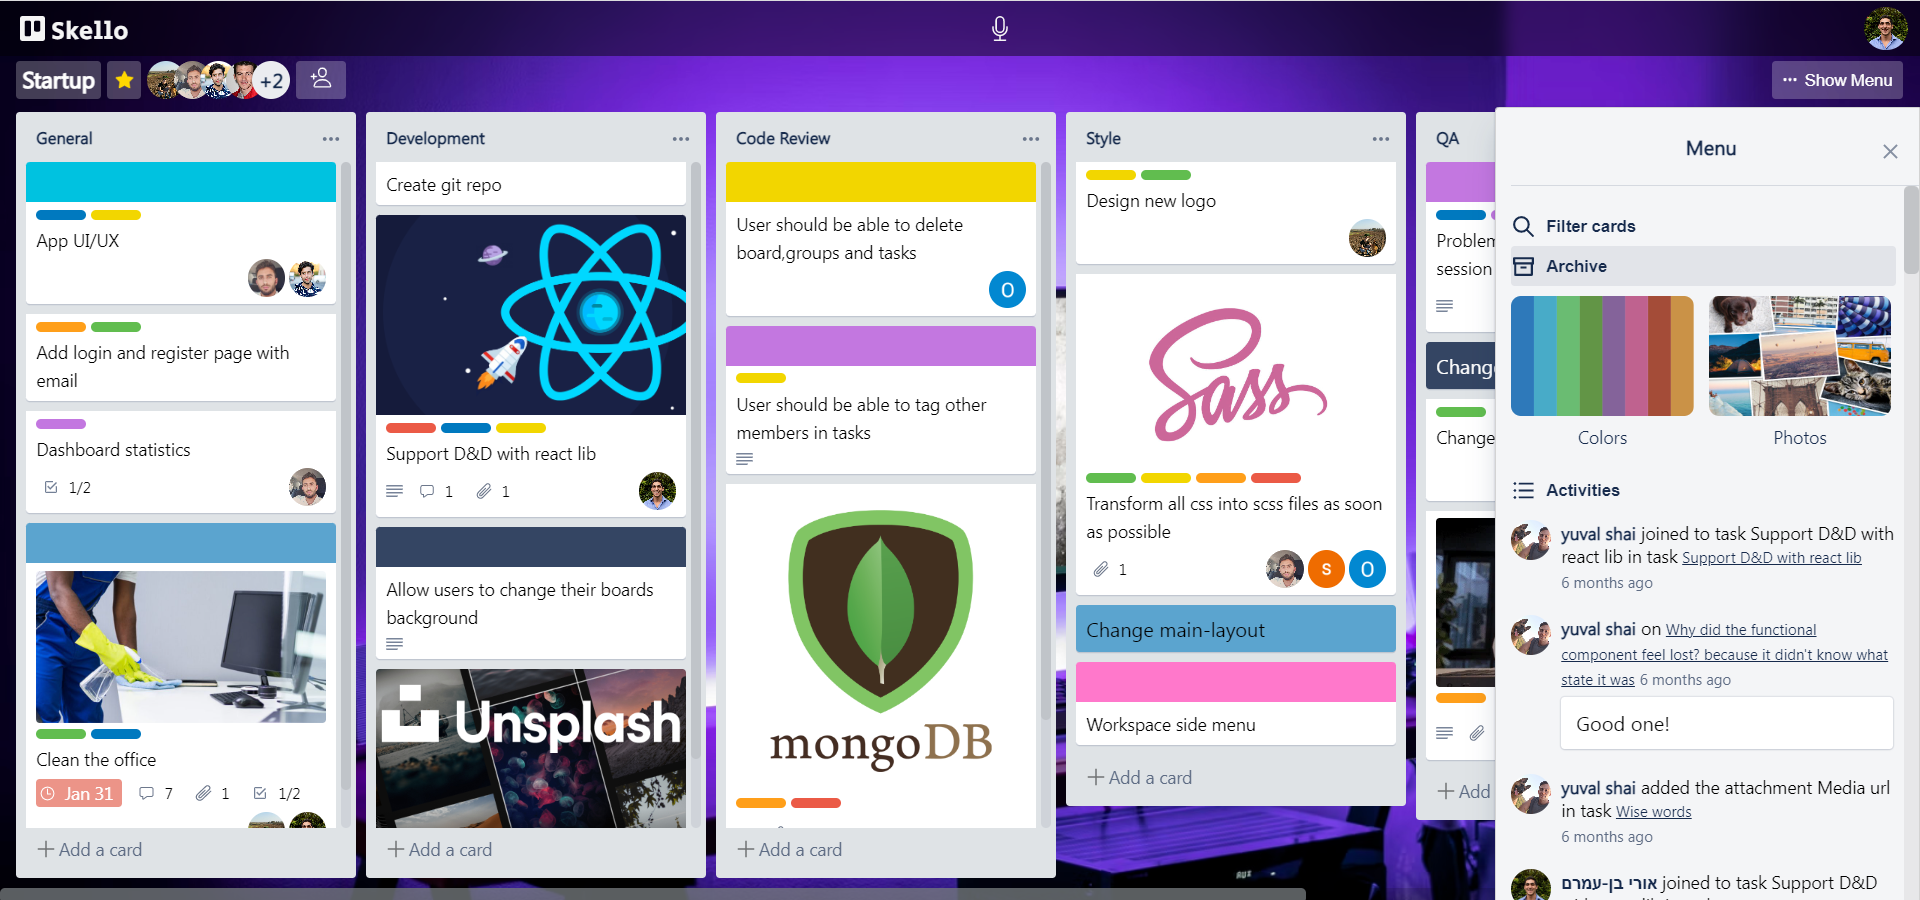 Skello
Startup
+2
··· Show Menu
General
App UI/UX
Add login and register page with
email
Dashboard statistics
1/2
Clean the office
Jan 31
7
1
1/2
Add a card
Development
Create git repo
Support D&D with react lib
1
1
Allow users to change their boards
background
Unsplash
Add a card
Code Review
User should be able to delete
board,groups and tasks
O
User should be able to tag other
members in tasks
mongoDB
Add a card
Style
Design new logo
Sass
Transform all css into scss files as soon
as possible
1
S
O
Change main-layout
Workspace side menu
Add a card
QA
Problem
session
Change
Change
Add
Menu
Filter cards
Archive
Colors
Photos
Activities
yuval shai joined to task Support D&D with
react lib in task Support D&D with react lib
6 months ago
yuval shai on Why did the functional
component feel lost? because it didn't know what
state it was 6 months ago
Good one!
yuval shai added the attachment Media url
in task Wise words
6 months ago
אורי בן-עמרם joined to task Support D&D